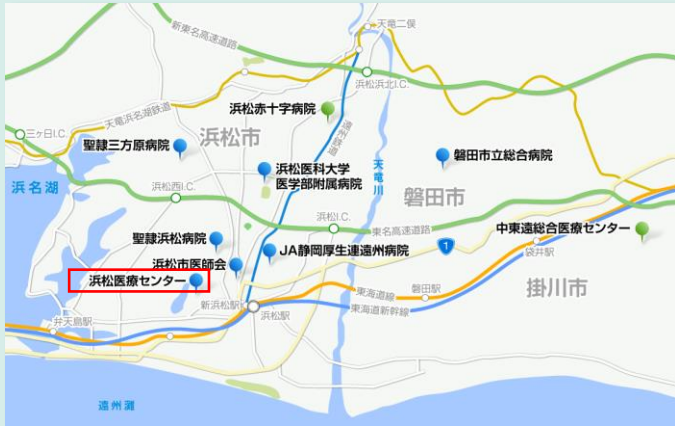 天竜二俣
新東名高速道路
浜松浜北I.C.
天竜浜名湖鉄道
浜松赤十字病院
三ヶ日I.C.
浜松市
遠州鉄道
聖隷三方原病院
磐田市立総合病院
浜松医科大学
医学部附属病院
天竜川
浜名湖
浜松西I.C.
磐田市
浜松I.C.
東名高速道路
中東遠総合医療センター
聖隷浜松病院
1
JA静岡厚生連遠州病院
袋井駅
浜松市医師会
浜松医療センター
掛川市
東海道線
磐田駅
新浜松駅
浜松駅
東海道新幹線
弁天島駅
遠州灘